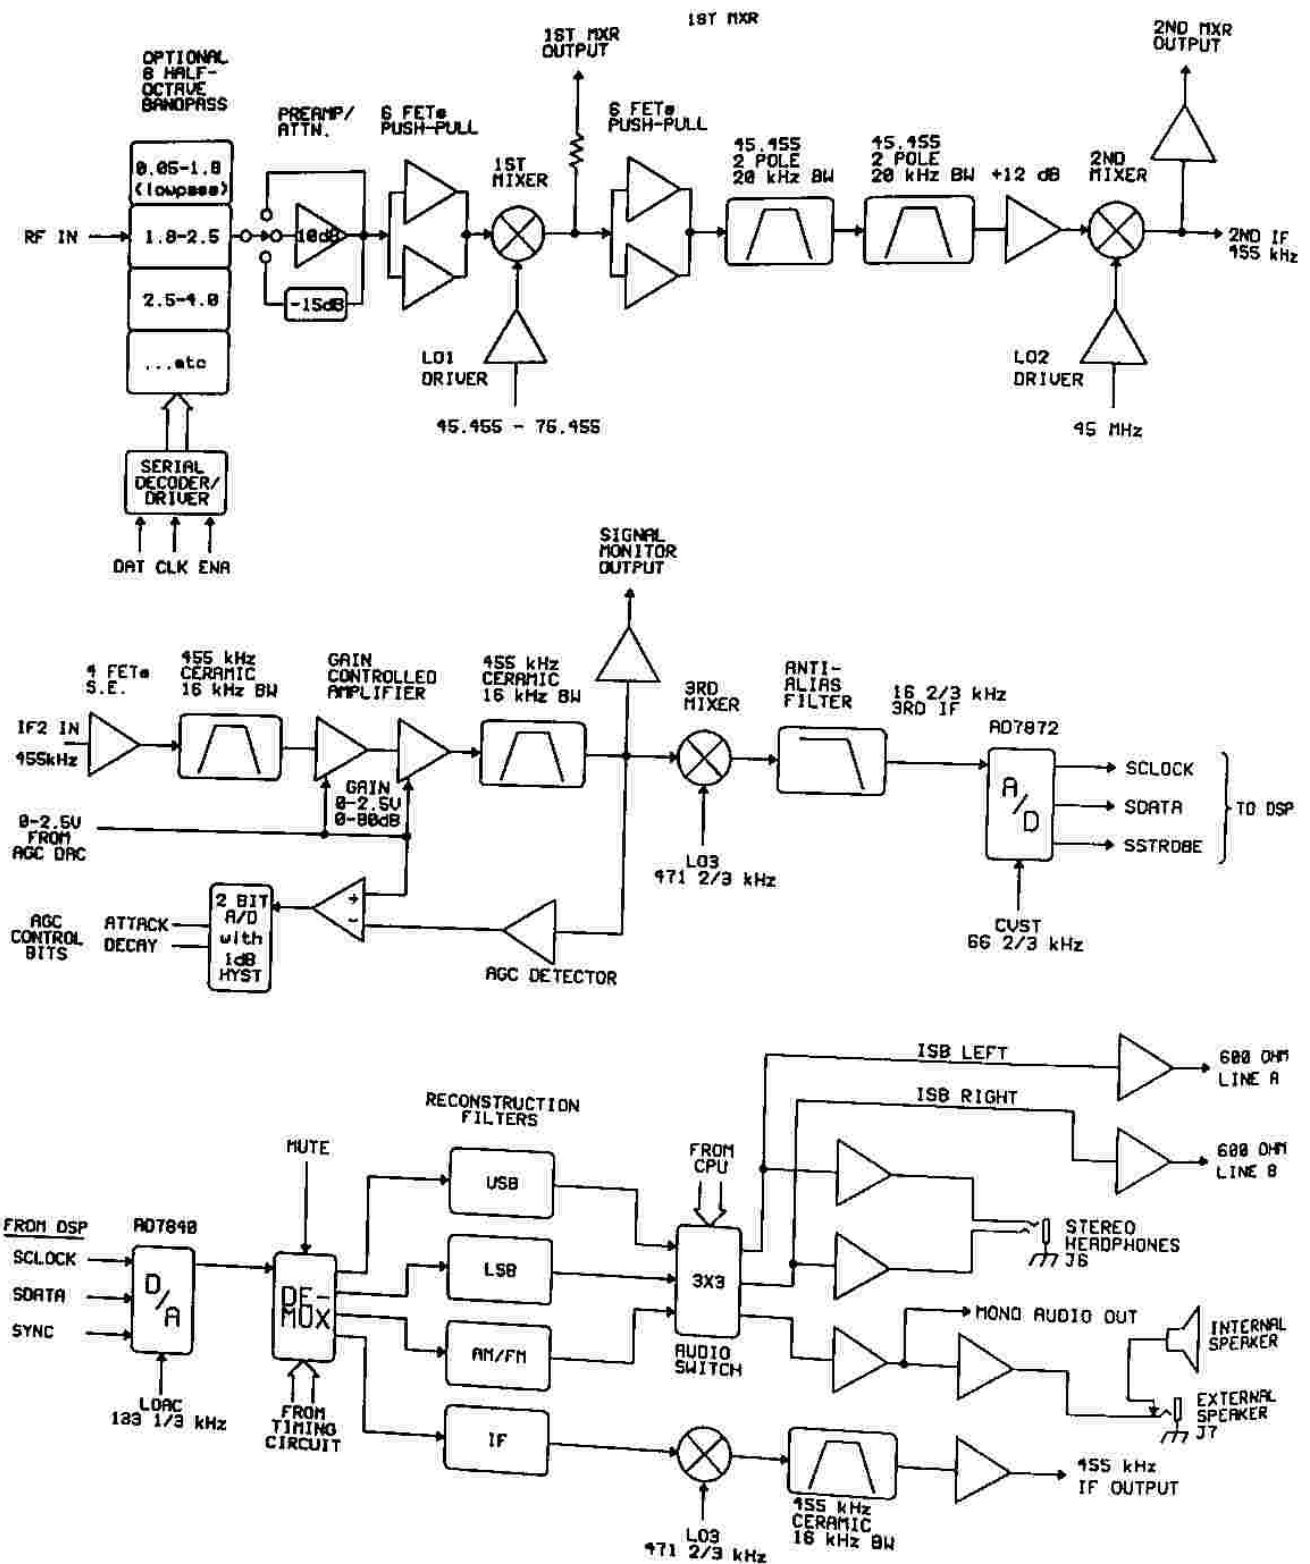 1ST MXR
OPTIONAL
8 HALF-
OCTAVE
BANDPASS
0.05-1.8
(lowpass)
1.8-2.5
2.5-4.0
...etc
RF IN
SERIAL
DECODER/
DRIVER
DAT CLK ENA
PREAMP/
ATTN.
10dB
-15dB
6 FETs
PUSH-PULL
1ST
MIXER
1ST MXR
OUTPUT
LO1
DRIVER
45.455 - 76.455
6 FETs
PUSH-PULL
45.455
2 POLE
20 kHz BW
45.455
2 POLE
20 kHz BW
+12 dB
2ND
MIXER
2ND MXR
OUTPUT
2ND IF
455 kHz
LO2
DRIVER
45 MHz
IF2 IN
455kHz
4 FETs
S.E.
455 kHz
CERAMIC
16 kHz BW
GAIN
CONTROLLED
AMPLIFIER
GAIN
0-2.5V
0-80dB
455 kHz
CERAMIC
16 kHz BW
SIGNAL
MONITOR
OUTPUT
3RD
MIXER
LO3
471 2/3 kHz
ANTI-
ALIAS
FILTER
16 2/3 kHz
3RD IF
AD7872
A/D
SCLOCK
SDATA
SSTROBE
TO DSP
CVST
66 2/3 kHz
0-2.5V
FROM
AGC DAC
AGC
CONTROL
BITS
ATTACK
DECAY
2 BIT
A/D
with
1dB
HYST
+
-
AGC DETECTOR
FROM DSP
SCLOCK
SDATA
SYNC
AD7840
D/A
LDAC
133 1/3 kHz
MUTE
DE-
MUX
FROM
TIMING
CIRCUIT
RECONSTRUCTION
FILTERS
USB
LSB
AM/FM
IF
FROM
CPU
3X3
AUDIO
SWITCH
ISB LEFT
ISB RIGHT
600 OHM
LINE A
600 OHM
LINE B
STEREO
HEADPHONES
J6
MONO AUDIO OUT
INTERNAL
SPEAKER
EXTERNAL
SPEAKER
J7
LO3
471 2/3 kHz
455 kHz
CERAMIC
16 kHz BW
455 kHz
IF OUTPUT